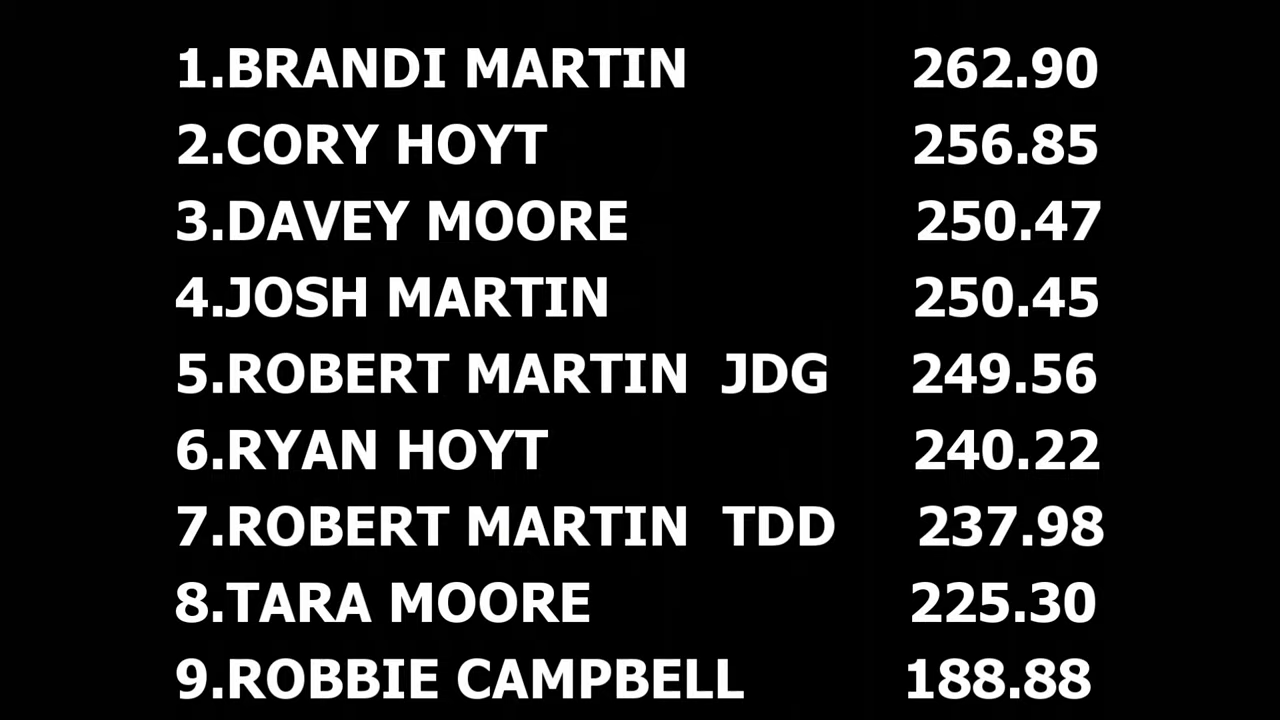 1.BRANDI MARTIN 262.90
2.CORY HOYT 256.85
3.DAVEY MOORE 250.47
4.JOSH MARTIN 250.45
5.ROBERT MARTIN JDG 249.56
6.RYAN HOYT 240.22
7.ROBERT MARTIN TDD 237.98
8.TARA MOORE 225.30
9.ROBBIE CAMPBELL 188.88